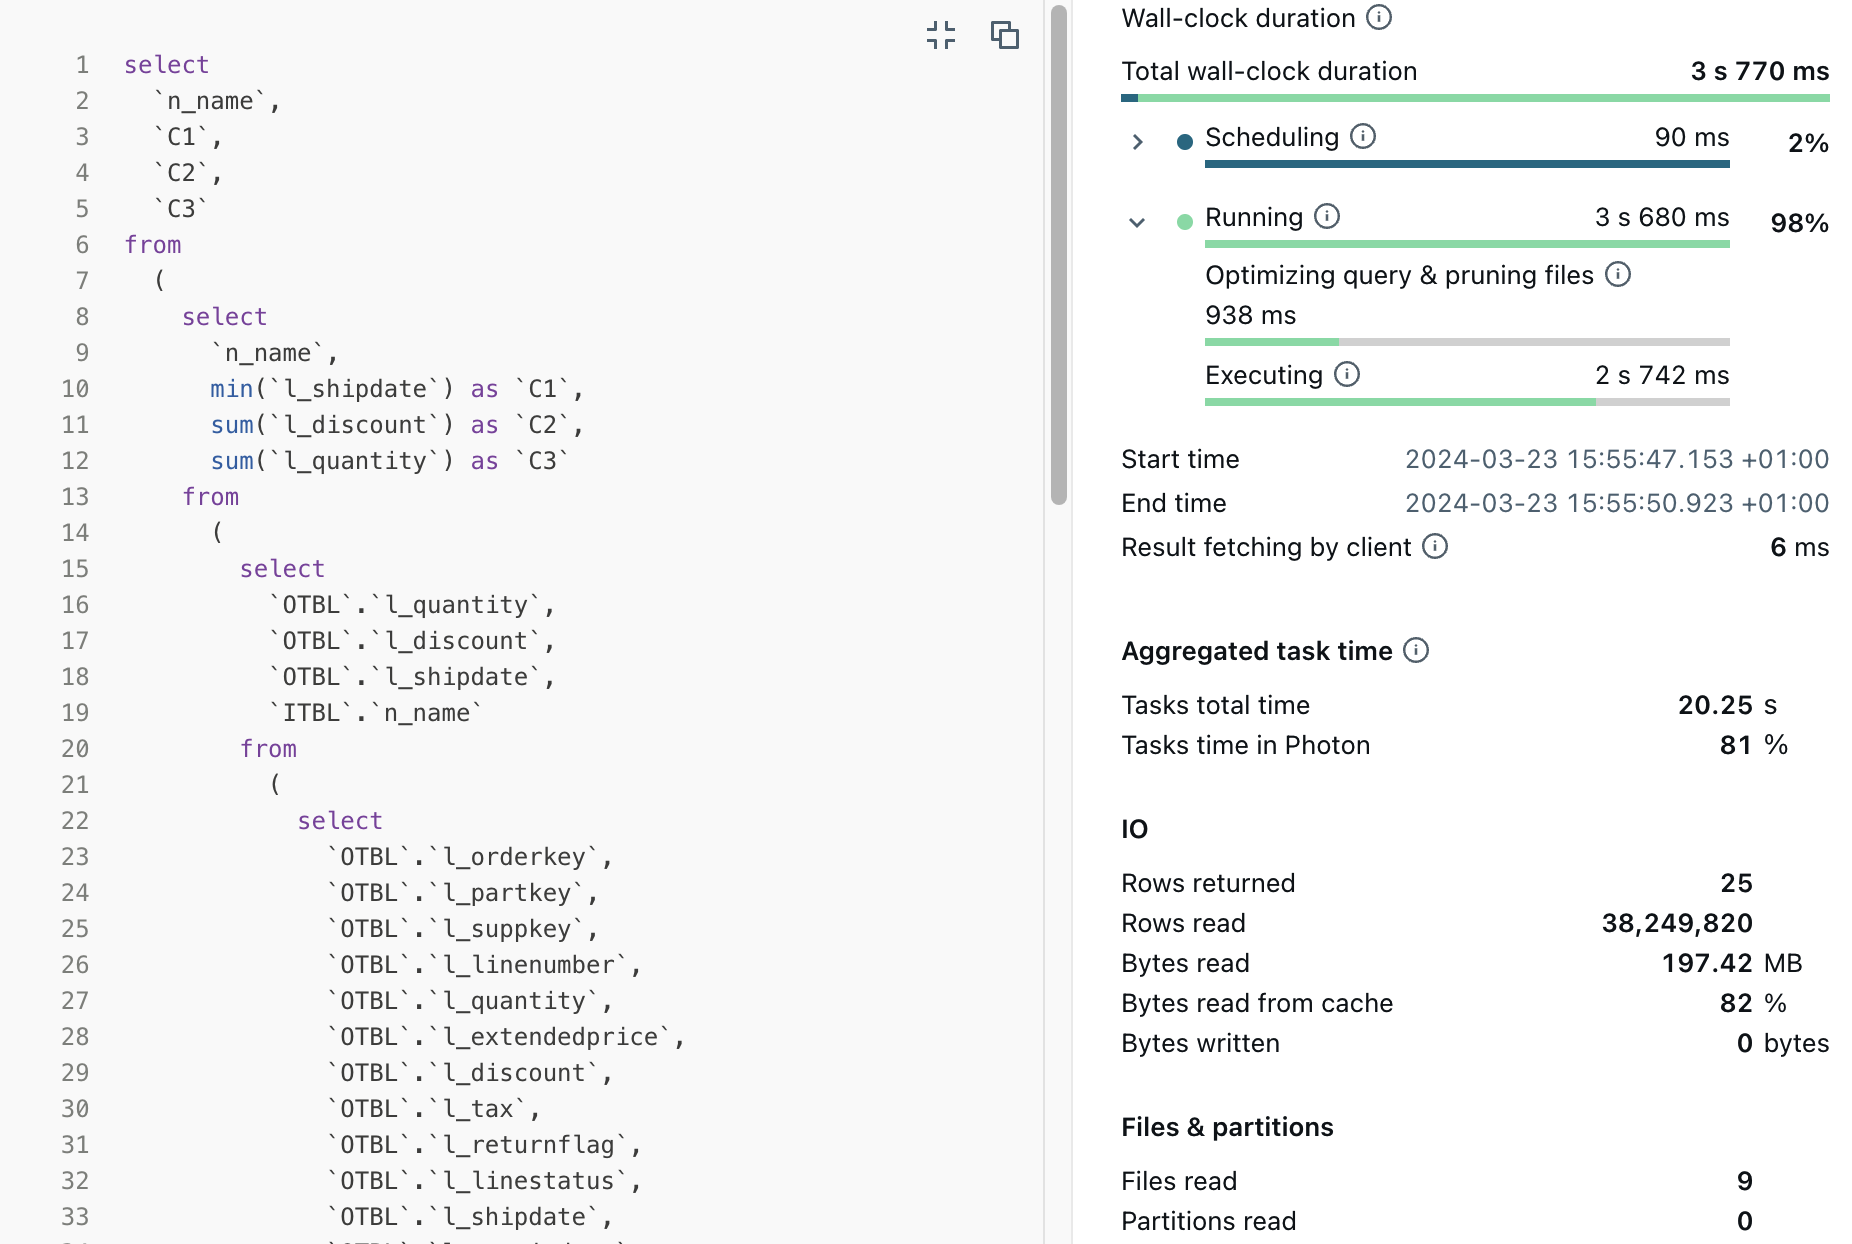 1 select
2 `n_name`,
3 `C1`,
4 `C2`,
5 `C3`
6 from
7 (
8 select
9 `n_name`,
10 min(`l_shipdate`) as `C1`,
11 sum(`l_discount`) as `C2`,
12 sum(`l_quantity`) as `C3`
13 from
14 (
15 select
16 `OTBL`.`l_quantity`,
17 `OTBL`.`l_discount`,
18 `OTBL`.`l_shipdate`,
19 `ITBL`.`n_name`
20 from
21 (
22 select
23 `OTBL`.`l_orderkey`,
24 `OTBL`.`l_partkey`,
25 `OTBL`.`l_suppkey`,
26 `OTBL`.`l_linenumber`,
27 `OTBL`.`l_quantity`,
28 `OTBL`.`l_extendedprice`,
29 `OTBL`.`l_discount`,
30 `OTBL`.`l_tax`,
31 `OTBL`.`l_returnflag`,
32 `OTBL`.`l_linestatus`,
33 `OTBL`.`l_shipdate`,
Wall-clock duration
Total wall-clock duration 3 s 770 ms
Scheduling 90 ms 2%
Running 3 s 680 ms 98%
Optimizing query & pruning files
938 ms
Executing 2 s 742 ms
Start time 2024-03-23 15:55:47.153 +01:00
End time 2024-03-23 15:55:50.923 +01:00
Result fetching by client 6 ms
Aggregated task time
Tasks total time 20.25 s
Tasks time in Photon 81 %
IO
Rows returned 25
Rows read 38,249,820
Bytes read 197.42 MB
Bytes read from cache 82 %
Bytes written 0 bytes
Files & partitions
Files read 9
Partitions read 0